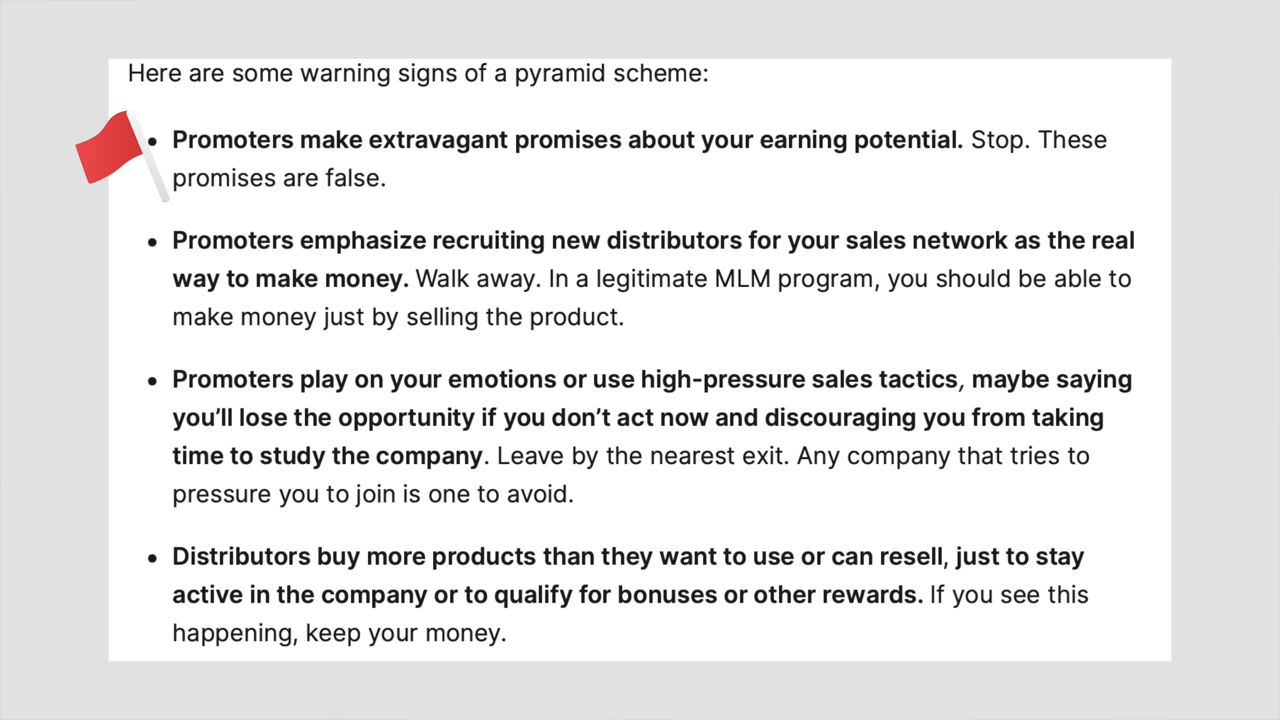 Here are some warning signs of a pyramid scheme:
• Promoters make extravagant promises about your earning potential. Stop. These
promises are false.
• Promoters emphasize recruiting new distributors for your sales network as the real
way to make money. Walk away. In a legitimate MLM program, you should be able to
make money just by selling the product.
• Promoters play on your emotions or use high-pressure sales tactics, maybe saying
you’ll lose the opportunity if you don’t act now and discouraging you from taking
time to study the company. Leave by the nearest exit. Any company that tries to
pressure you to join is one to avoid.
• Distributors buy more products than they want to use or can resell, just to stay
active in the company or to qualify for bonuses or other rewards. If you see this
happening, keep your money.